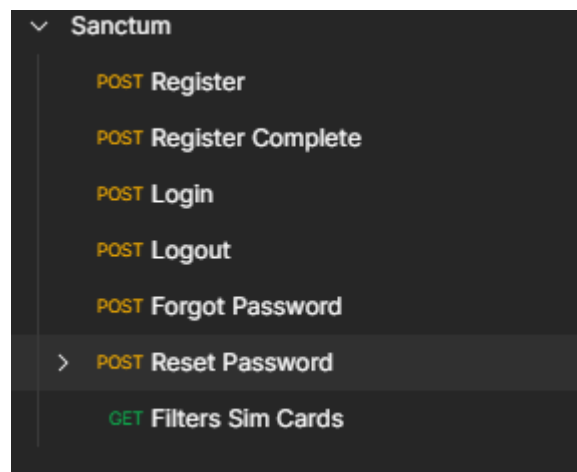 Sanctum
POST Register
POST Register Complete
POST Login
POST Logout
POST Forgot Password
POST Reset Password
GET Filters Sim Cards